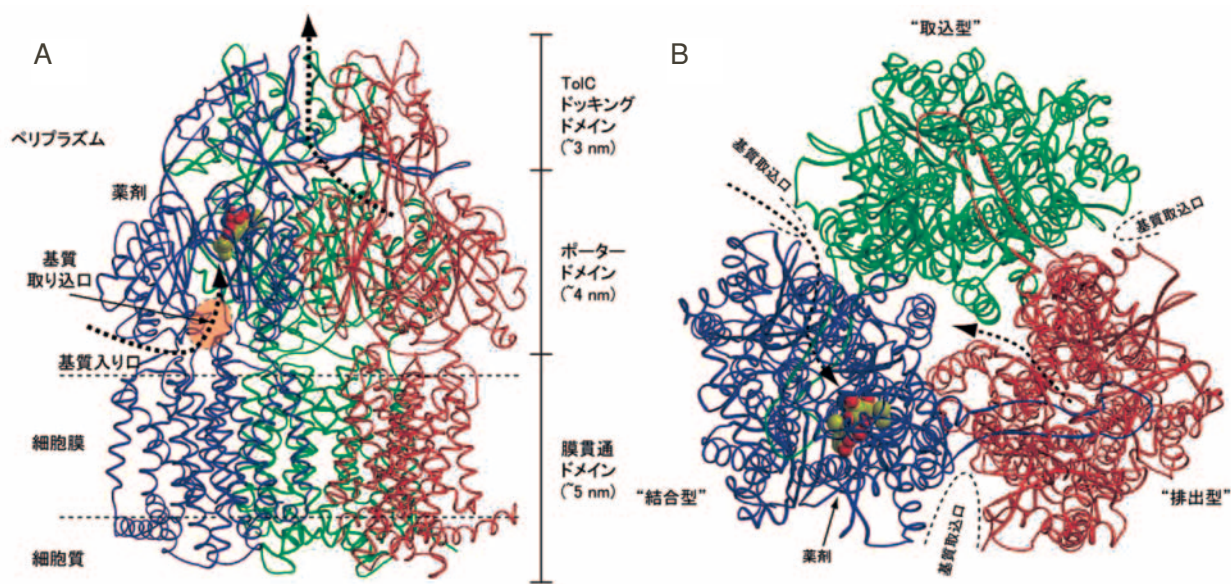 A
ペリプラズム
薬剤
基質
取り込口
基質入り口
細胞膜
細胞質
TolC
ドッキング
ドメイン
(~3 nm)
ポーター
ドメイン
(~4 nm)
膜貫通
ドメイン
(~5 nm)
B
“取込型”
基質取込口
基質取込口
“結合型”
薬剤
基質取込口
“排出型”